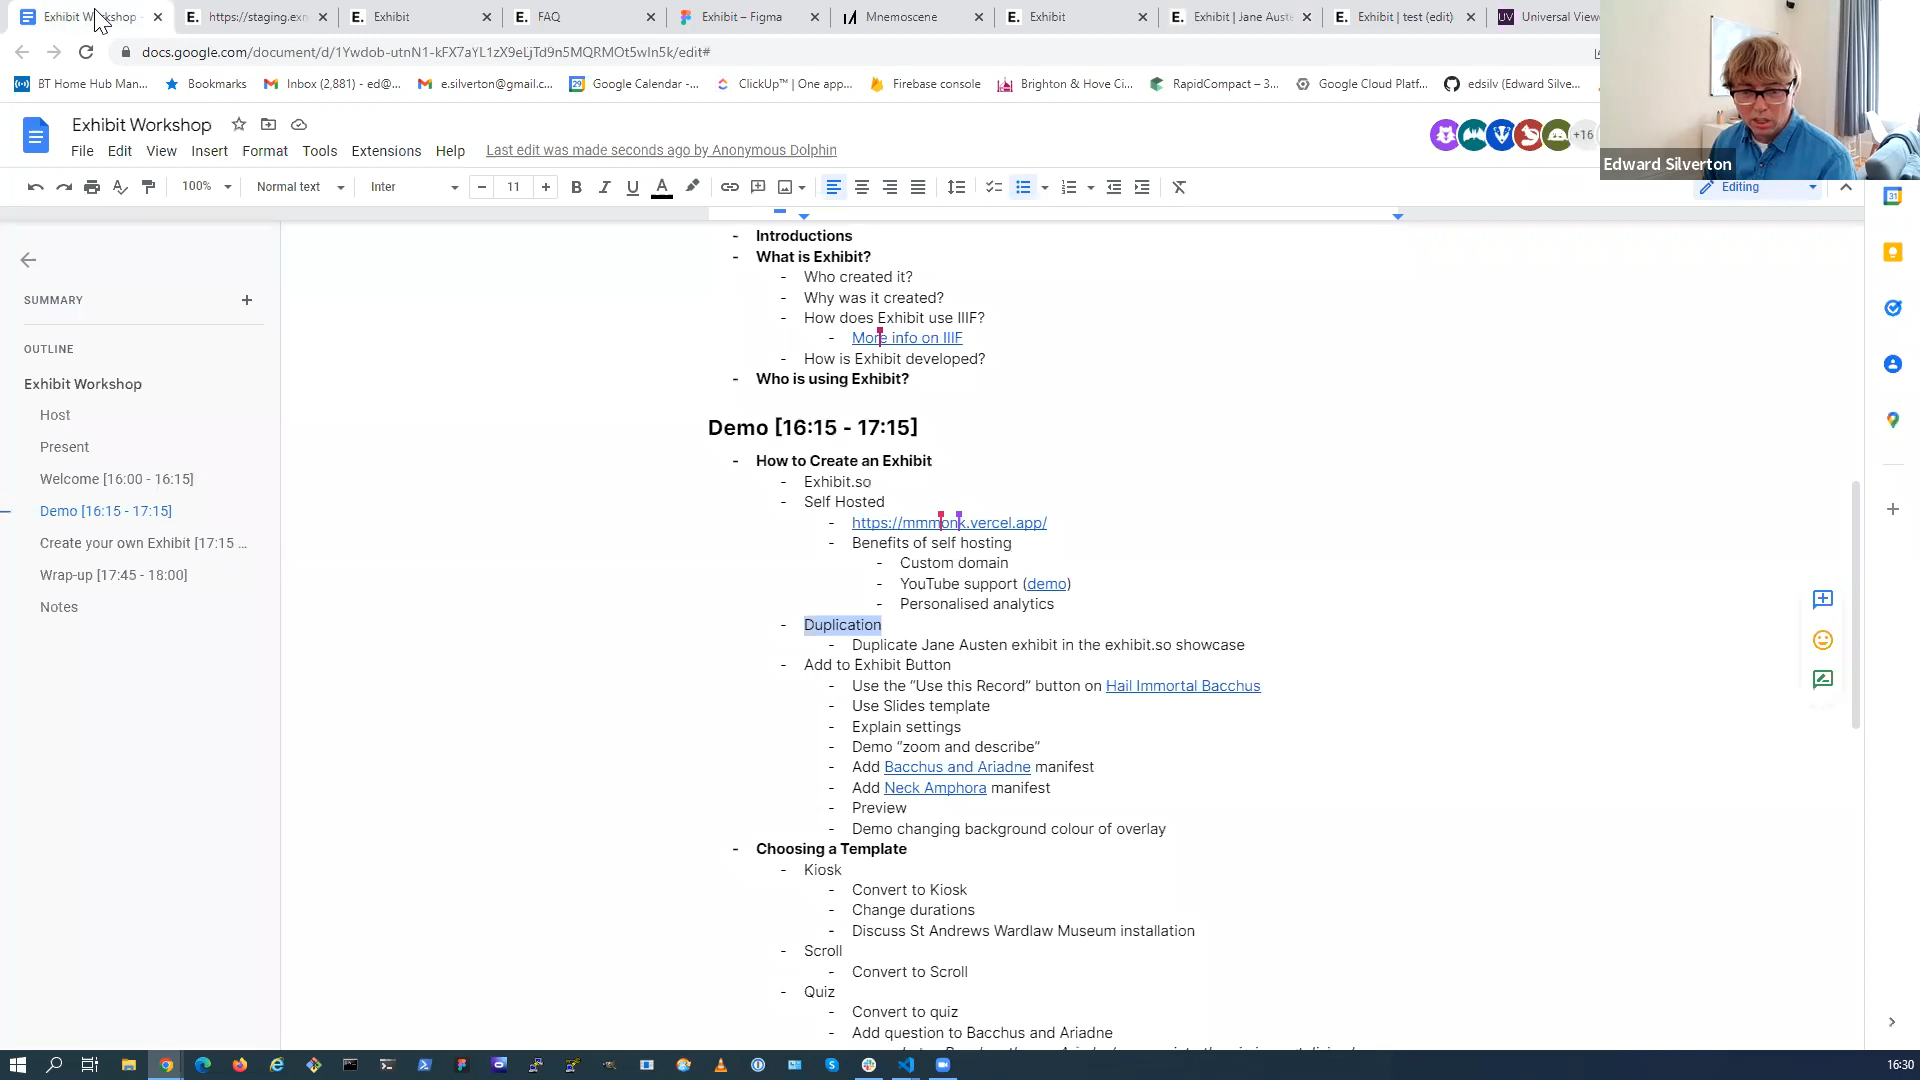 Exhibit Workshop -
https://staging.exh
Exhibit
FAQ
Exhibit – Figma
Mnemoscene
Exhibit
Exhibit | Jane Aust
Exhibit | test (edit)
Universal View
docs.google.com/document/d/1Ywdob-utnN1-kFX7aYL1zX9eLjTd9n5MQRMOt5wIn5k/edit#
BT Home Hub Man...
Bookmarks
Inbox (2,881) - ed@...
e.silverton@gmail.c...
Google Calendar -...
ClickUp™ | One app...
Firebase console
Brighton & Hove Ci...
RapidCompact – 3...
Google Cloud Platf...
edsilv (Edward Silve...
Exhibit Workshop
+16
File Edit View Insert Format Tools Extensions Help
Last edit was made seconds ago by Anonymous Dolphin
Edward Silverton
100% Normal text Inter – 11 + B I U A
Editing
SUMMARY
OUTLINE
Exhibit Workshop
Host
Present
Welcome [16:00 - 16:15]
Demo [16:15 - 17:15]
Create your own Exhibit [17:15 ...
Wrap-up [17:45 - 18:00]
Notes
- Introductions
- What is Exhibit?
- Who created it?
- Why was it created?
- How does Exhibit use IIIF?
- More info on IIIF
- How is Exhibit developed?
- Who is using Exhibit?
Demo [16:15 - 17:15]
- How to Create an Exhibit
- Exhibit.so
- Self Hosted
- https://mmmonk.vercel.app/
- Benefits of self hosting
- Custom domain
- YouTube support (demo)
- Personalised analytics
- Duplication
- Duplicate Jane Austen exhibit in the exhibit.so showcase
- Add to Exhibit Button
- Use the “Use this Record” button on Hail Immortal Bacchus
- Use Slides template
- Explain settings
- Demo “zoom and describe”
- Add Bacchus and Ariadne manifest
- Add Neck Amphora manifest
- Preview
- Demo changing background colour of overlay
- Choosing a Template
- Kiosk
- Convert to Kiosk
- Change durations
- Discuss St Andrews Wardlaw Museum installation
- Scroll
- Convert to Scroll
- Quiz
- Convert to quiz
- Add question to Bacchus and Ariadne
16:30